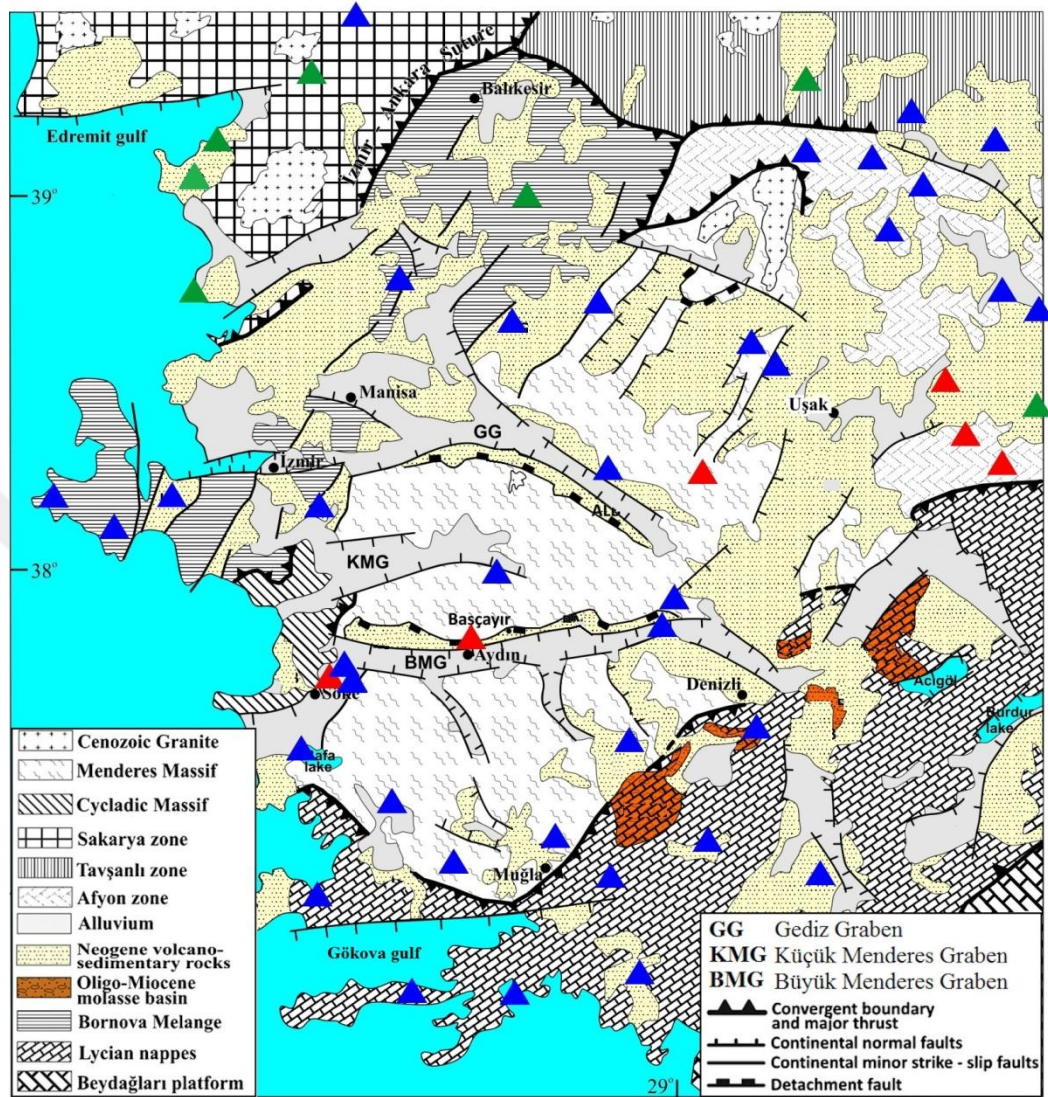 İzmir - Ankara Suture
Balıkesir
Edremit gulf
39°
Manisa
Uşak
GG
İzmir
38°
KMG
Başçayır
BMG
Aydın
Söke
Denizli
Acıgöl
Burdur
lake
lake
Muğla
Gökova gulf
29°
Cenozoic Granite
Menderes Massif
Cycladic Massif
Sakarya zone
Tavşanlı zone
Afyon zone
Alluvium
Neogene volcano-
sedimentary rocks
Oligo-Miocene
molasse basin
Bornova Melange
Lycian nappes
Beydağları platform
GG Gediz Graben
KMG Küçük Menderes Graben
BMG Büyük Menderes Graben
Convergent boundary
and major thrust
Continental normal faults
Continental minor strike - slip faults
Detachment fault